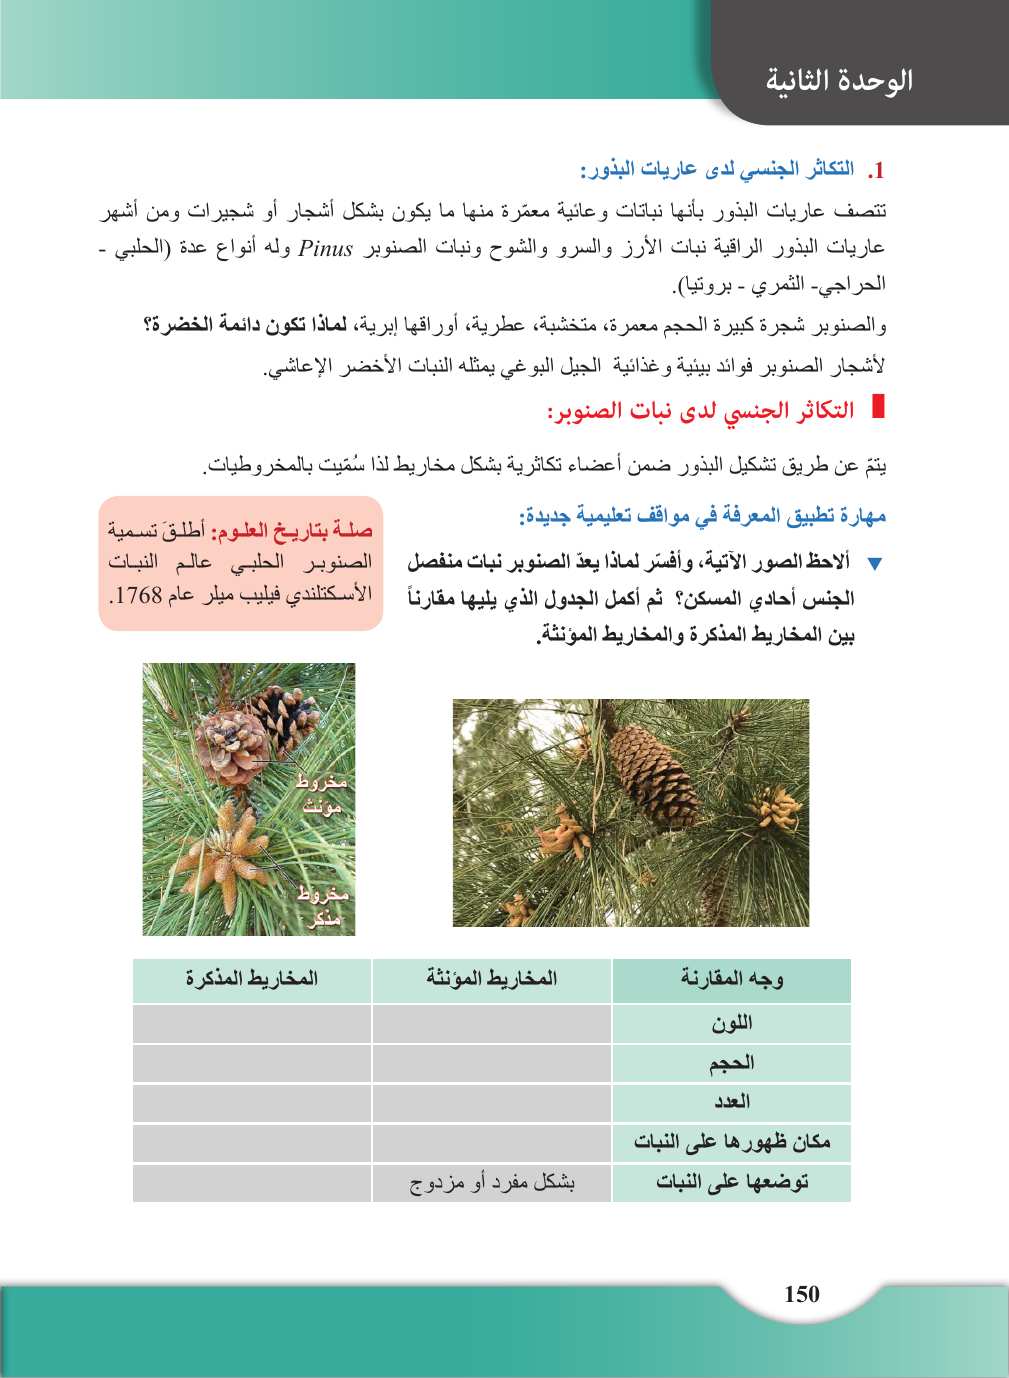 الوحدة الثانية
1. التكاثر الجنسي لدى عاريات البذور:
تتصف عاريات البذور بأنها نباتات وعائية معمّرة منها ما يكون بشكل أشجار أو شجيرات ومن أشهر
عاريات البذور الراقية نبات الأرز والسرو والشوح ونبات الصنوبر Pinus وله أنواع عدة (الحلبي -
الحراجي- الثمري - بروتيا).
والصنوبر شجرة كبيرة الحجم معمرة، متخشبة، عطرية، أوراقها إبرية، لماذا تكون دائمة الخضرة؟
لأشجار الصنوبر فوائد بيئية وغذائية الجيل البوغي يمثله النبات الأخضر الإعاشي.
التكاثر الجنسي لدى نبات الصنوبر:
يتمّ عن طريق تشكيل البذور ضمن أعضاء تكاثرية بشكل مخاريط لذا سُمّيت بالمخروطيات.
مهارة تطبيق المعرفة في مواقف تعليمية جديدة:
▼ ألاحظ الصور الآتية، وأفسّر لماذا يعدّ الصنوبر نبات منفصل
الجنس أحادي المسكن؟ ثم أكمل الجدول الذي يليها مقارناً
بين المخاريط المذكرة والمخاريط المؤنثة.
صلة بتاريخ العلوم: أطلقَ تسمية
الصنوبر الحلبي عالم النبات
الأسكتلندي فيليب ميلر عام 1768.
مخروط
مؤنث
مخروط
مذكر
وجه المقارنة المخاريط المؤنثة المخاريط المذكرة
اللون
الحجم
العدد
مكان ظهورها على النبات
توضعها على النبات بشكل مفرد أو مزدوج
150